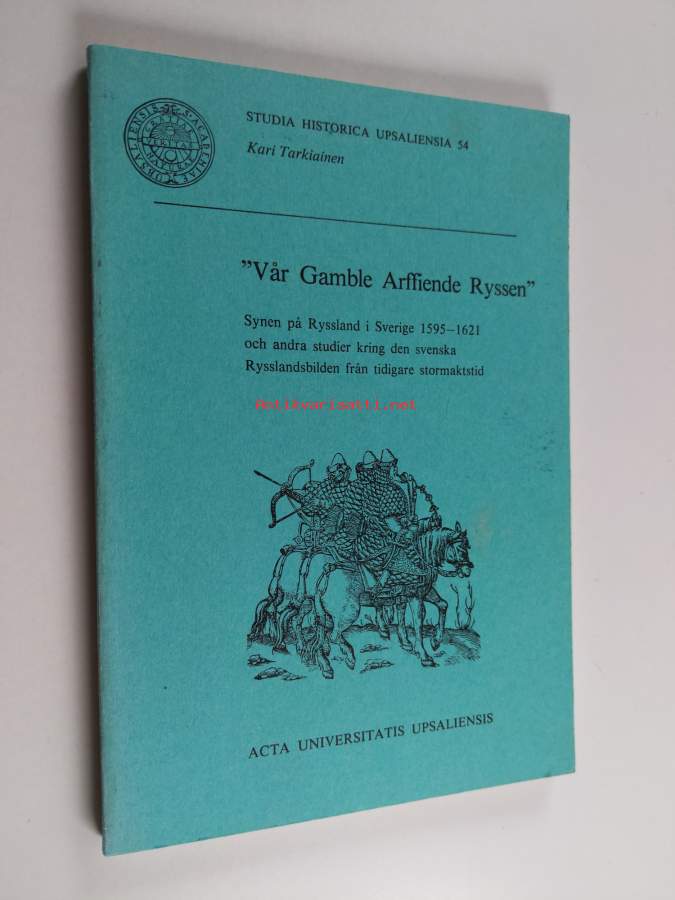 STUDIA HISTORICA UPSALIENSIA 54
Kari Tarkiainen
”Vår Gamble Arffiende Ryssen”
Synen på Ryssland i Sverige 1595–1621
och andra studier kring den svenska
Rysslandsbilden från tidigare stormaktstid
Antikvarisatti.net
ACTA UNIVERSITATIS UPSALIENSIS